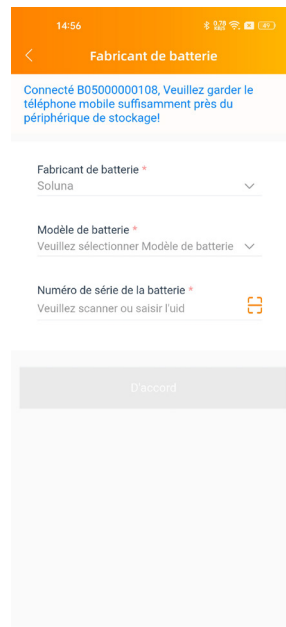 14:56
Fabricant de batterie
Connecté B05000000108, Veuillez garder le
téléphone mobile suffisamment près du
périphérique de stockage!
Fabricant de batterie *
Soluna
Modèle de batterie *
Veuillez sélectionner Modèle de batterie
Numéro de série de la batterie *
Veuillez scanner ou saisir l'uid
D'accord